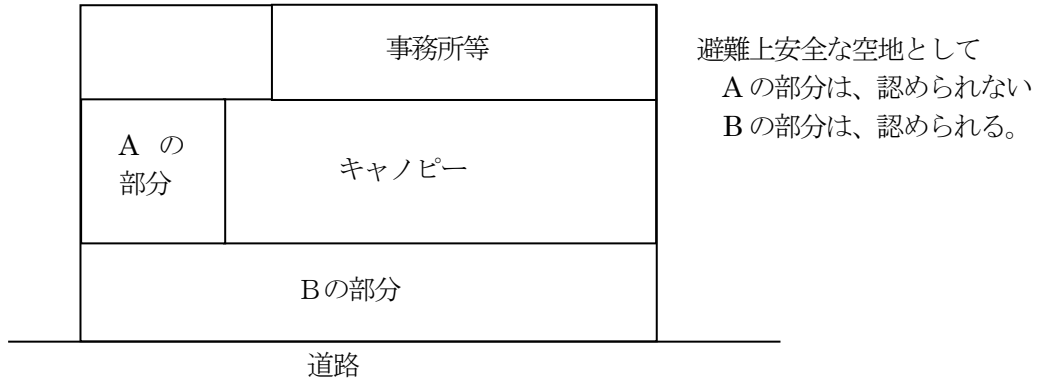 事務所等
避難上安全な空地として
Aの部分は、認められない
Bの部分は、認められる。
A の
部分
キャノピー
Bの部分
道路